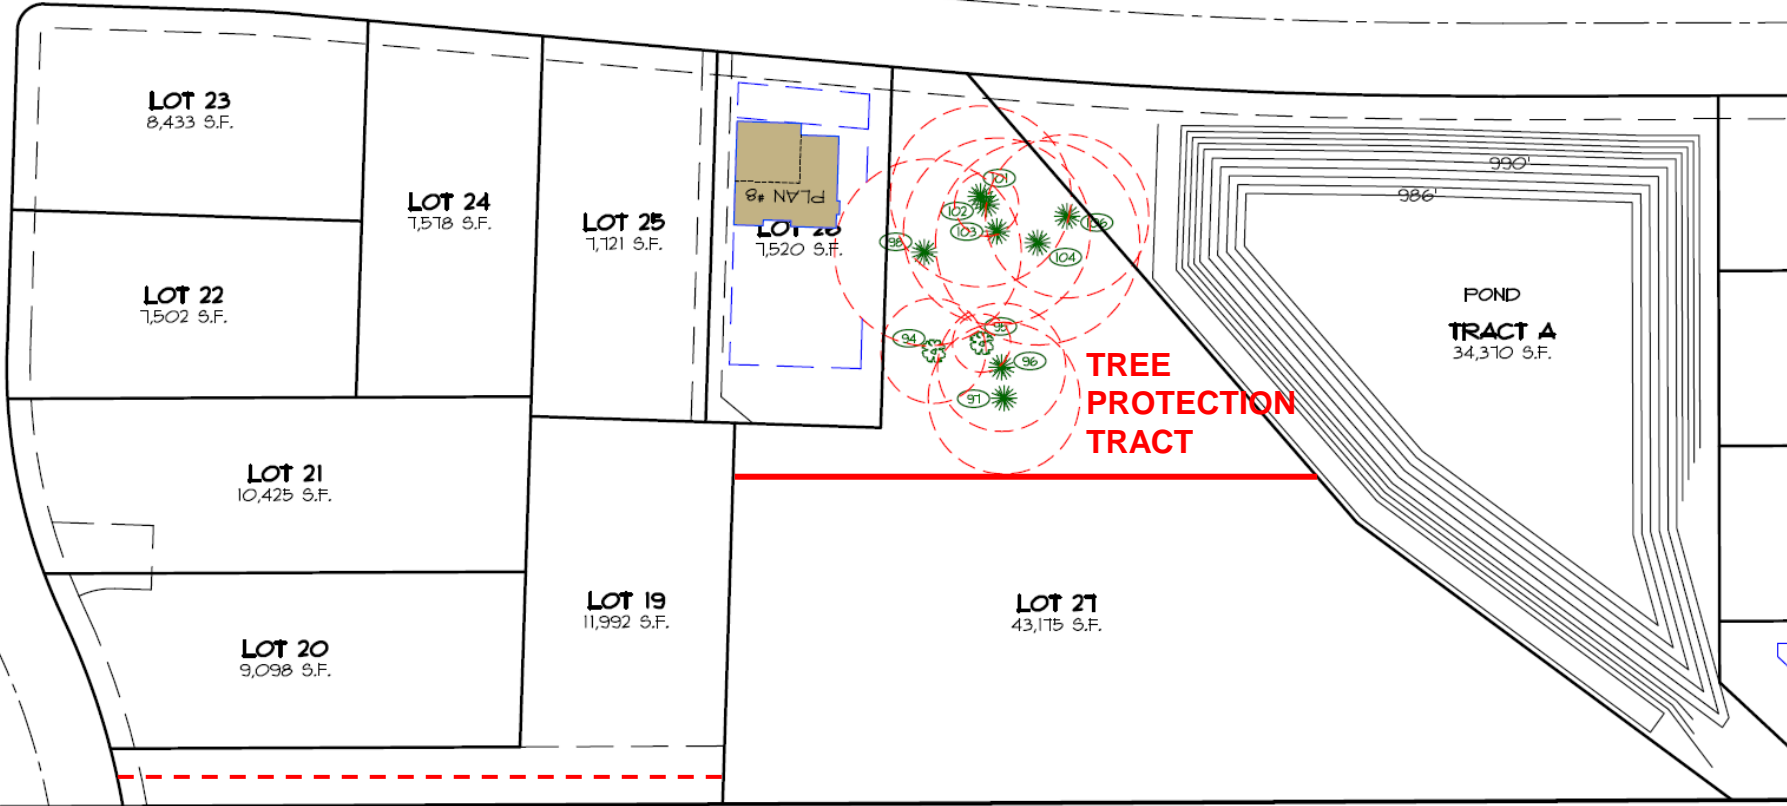 LOT 23
8,433 S.F.
LOT 24
7,578 S.F.
LOT 25
7,721 S.F.
PLAN #8
LOT 26
7,520 S.F.
LOT 22
7,502 S.F.
LOT 21
10,425 S.F.
LOT 20
9,098 S.F.
LOT 19
11,992 S.F.
101
102
103
106
98
104
94
95
96
97
TREE
PROTECTION
TRACT
LOT 27
43,175 S.F.
990'
986'
POND
TRACT A
34,370 S.F.